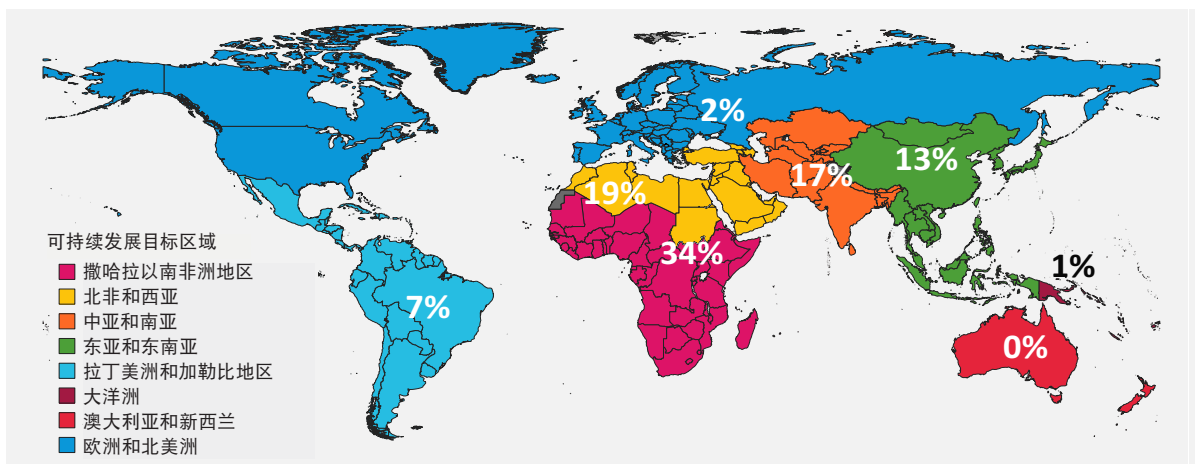 2%
13%
17%
19%
34%
1%
7%
0%
可持续发展目标区域
撒哈拉以南非洲地区
北非和西亚
中亚和南亚
东亚和东南亚
拉丁美洲和加勒比地区
大洋洲
澳大利亚和新西兰
欧洲和北美洲